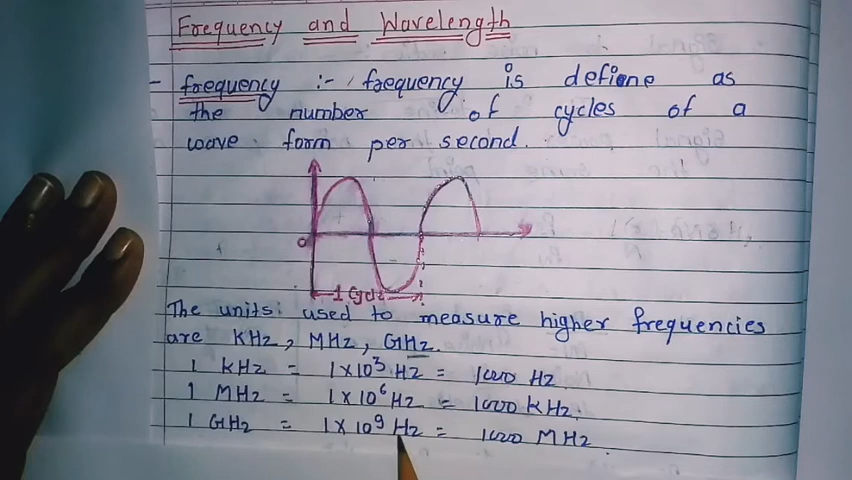 Frequency and Wavelength
- frequency :- frequency is define as
the number of cycles of a
wave form per second.
+
0
-
1 Cycle
The units: used to measure higher frequencies
are KHz, MHz, GHz.
1 KHz = 1×10³ Hz = 1000 Hz
1 MHz = 1×10⁶ Hz = 1000 KHz.
1 GHz = 1×10⁹ Hz = 1000 MHz